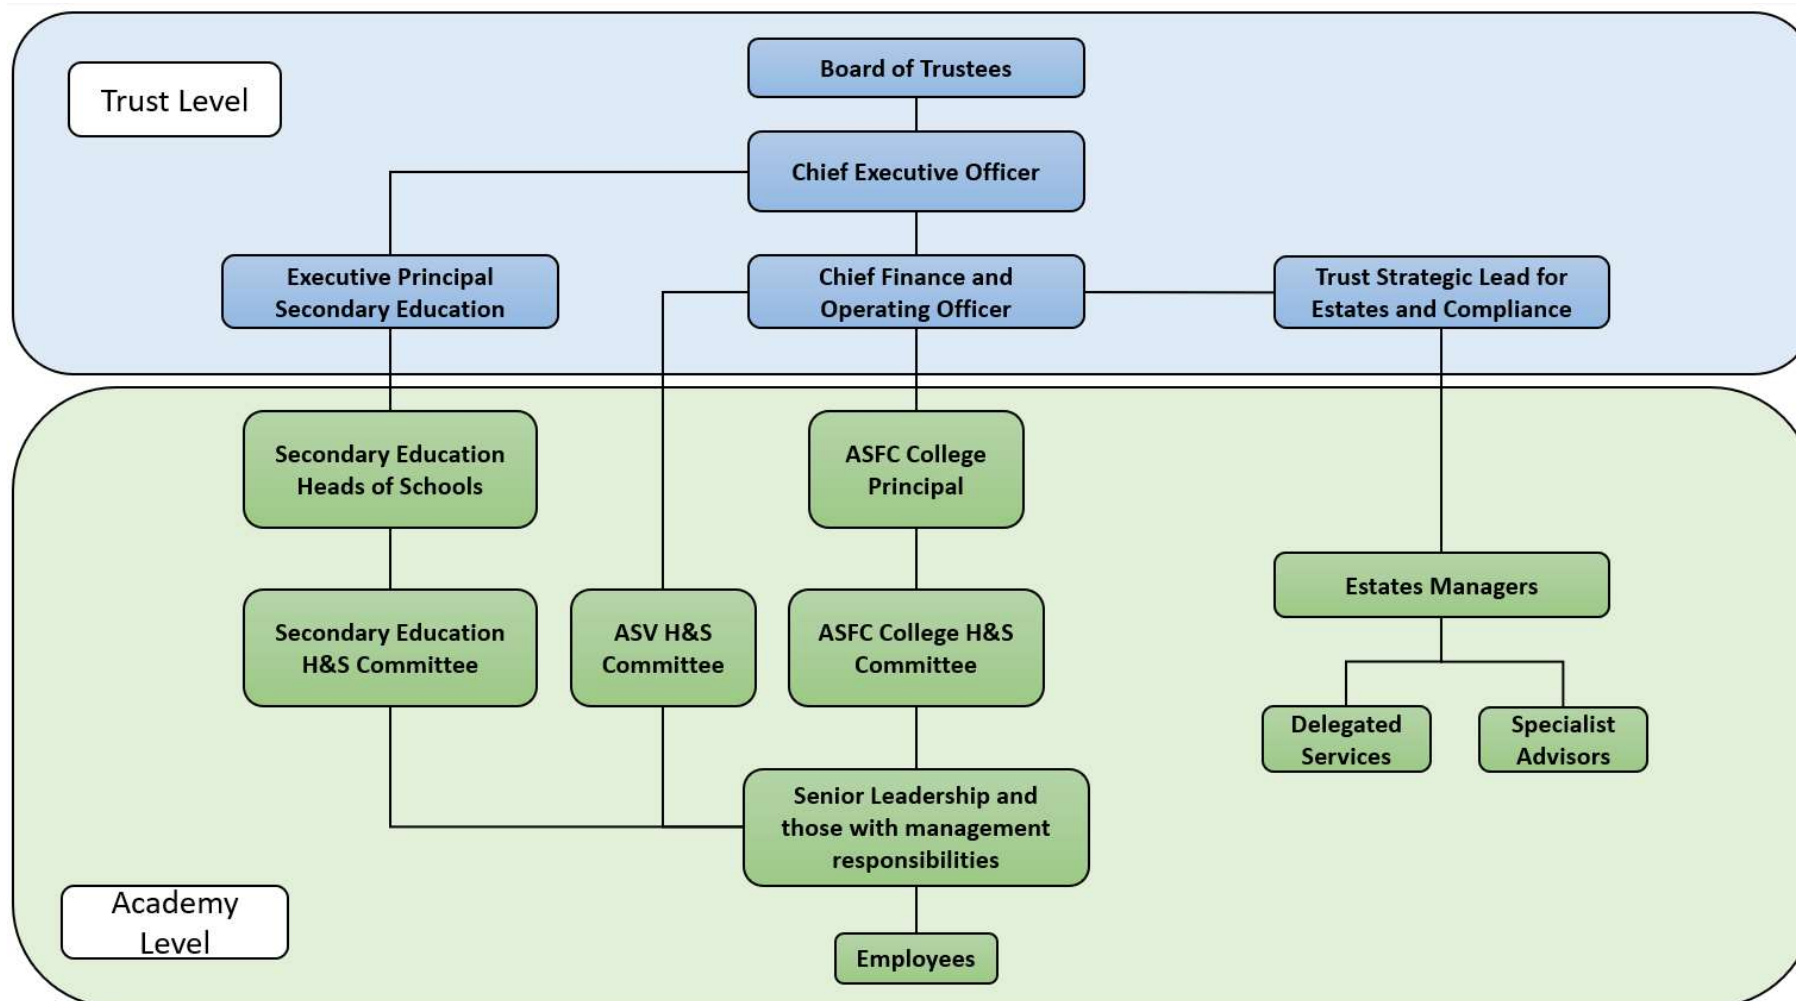 Board of Trustees
Trust Level
Chief Executive Officer
Executive Principal
Secondary Education
Chief Finance and
Operating Officer
Trust Strategic Lead for
Estates and Compliance
Secondary Education
Heads of Schools
ASFC College
Principal
Estates Managers
Secondary Education
H&S Committee
ASV H&S
Committee
ASFC College H&S
Committee
Delegated
Services
Specialist
Advisors
Senior Leadership and
those with management
responsibilities
Academy
Level
Employees